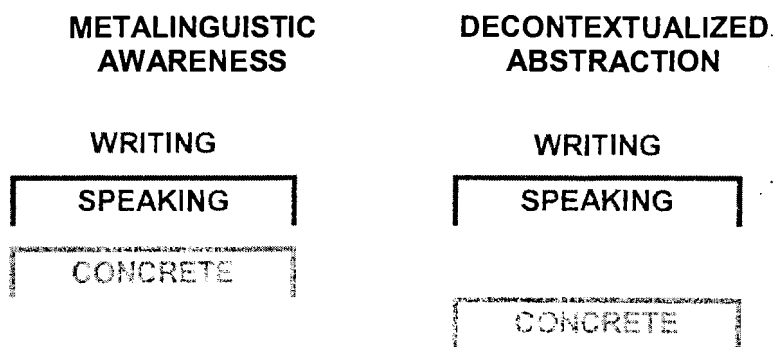 METALINGUISTIC
AWARENESS
WRITING
SPEAKING
CONCRETE
DECONTEXTUALIZED
ABSTRACTION
WRITING
SPEAKING
CONCRETE